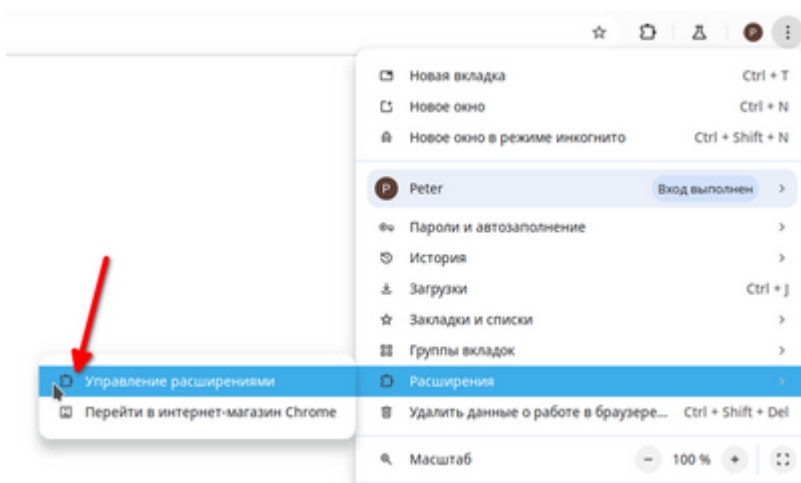 P
Новая вкладка Ctrl + T
Новое окно Ctrl + N
Новое окно в режиме инкогнито Ctrl + Shift + N
P Peter Вход выполнен
Пароли и автозаполнение
История
Загрузки Ctrl + J
Закладки и списки
Группы вкладок
Управление расширениями Расширения
Перейти в интернет-магазин Chrome Удалить данные о работе в браузере... Ctrl + Shift + Del
Масштаб − 100 % +